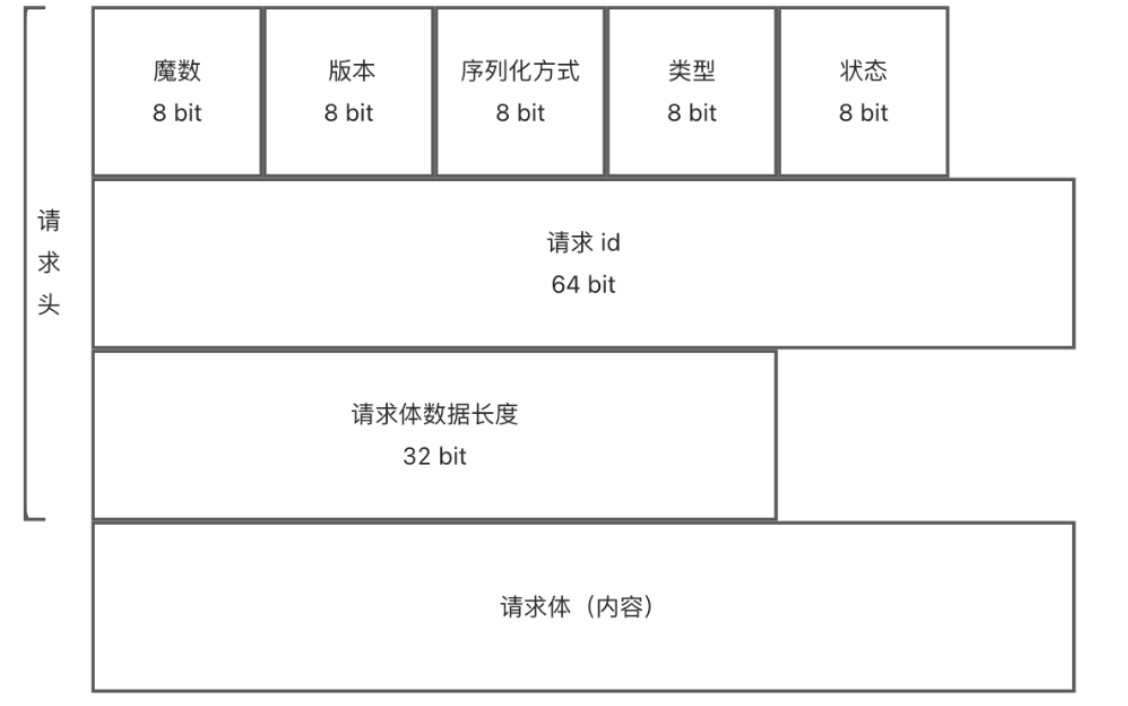 魔数
8 bit
版本
8 bit
序列化方式
8 bit
类型
8 bit
状态
8 bit
请
求
头
请求 id
64 bit
请求体数据长度
32 bit
请求体（内容）